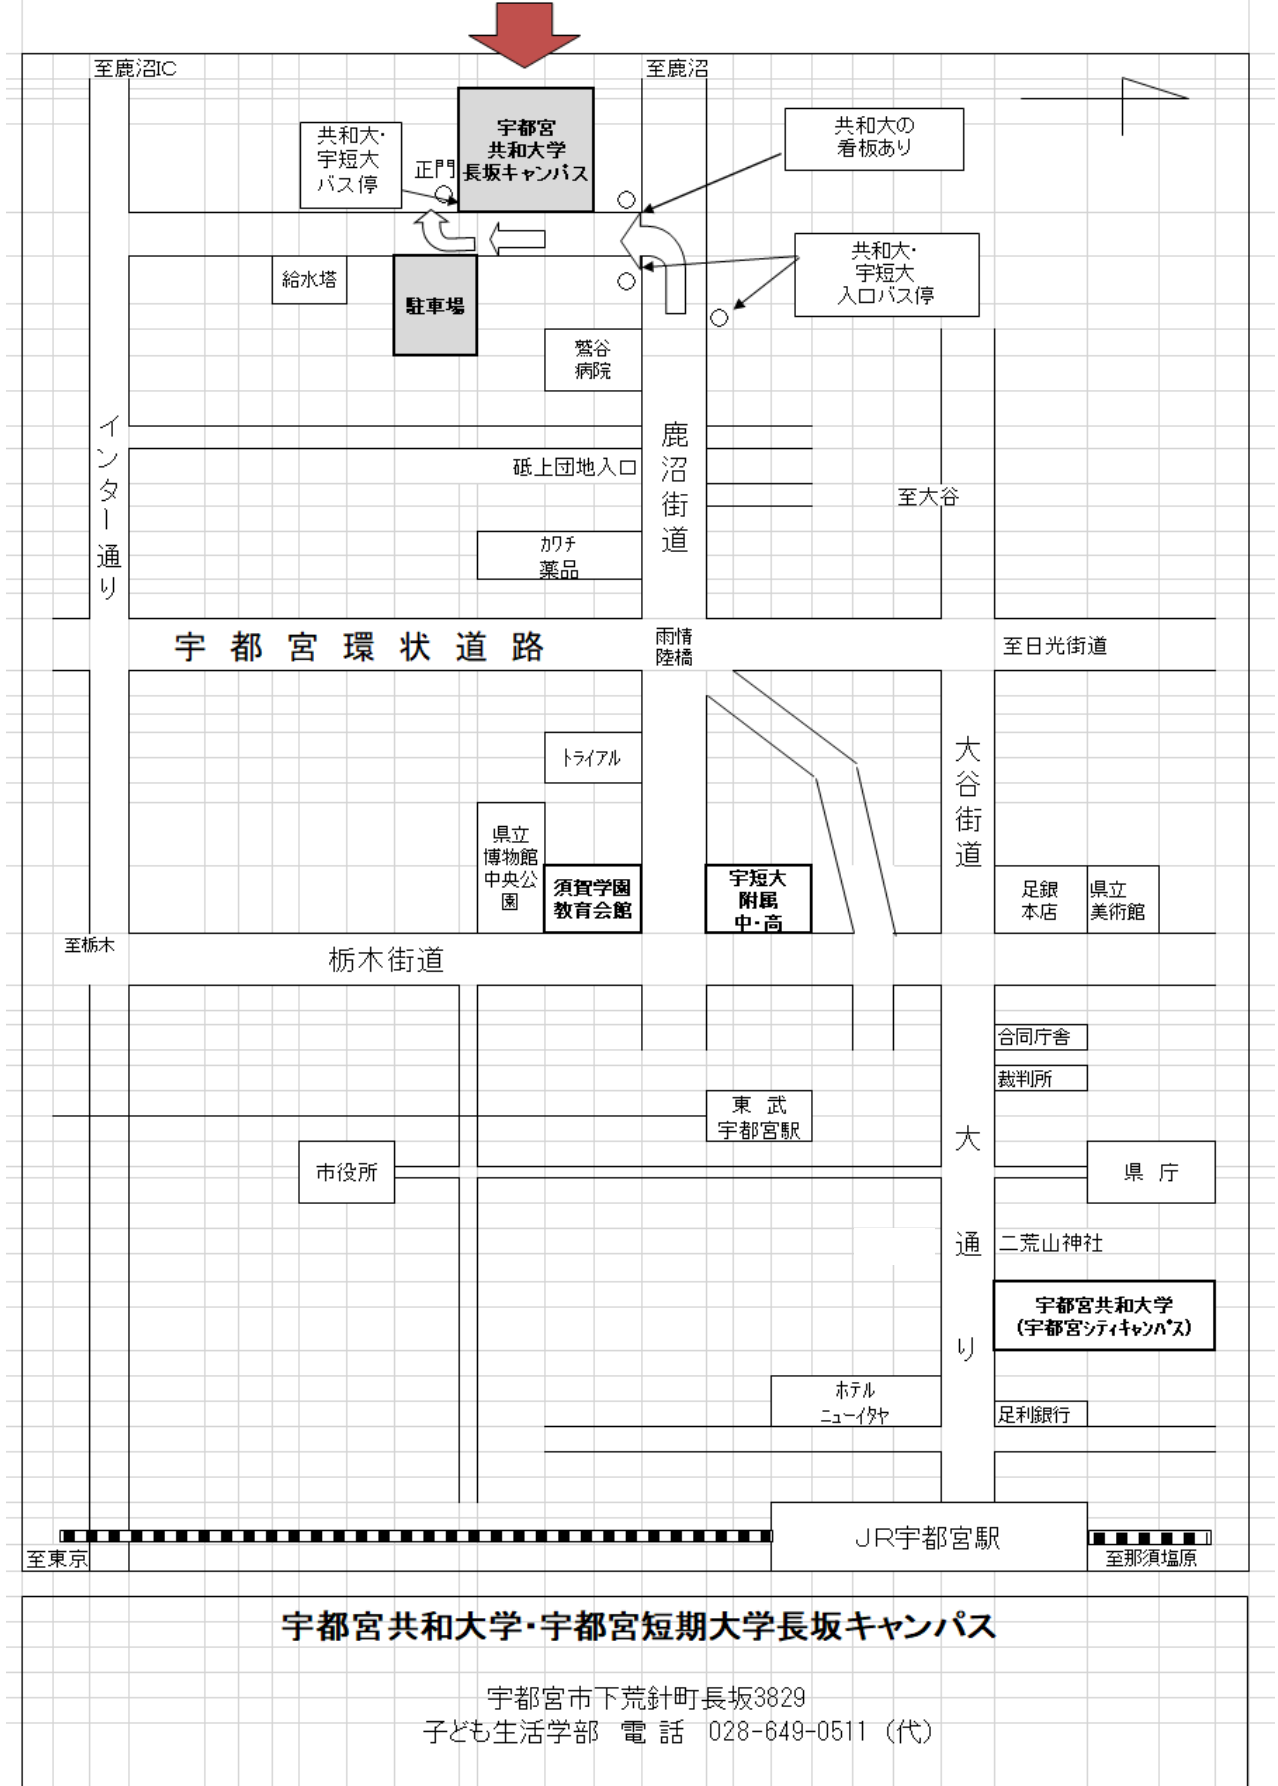 至鹿沼IC
至鹿沼
宇都宮
共和大学
長坂キャンパス
共和大・
宇短大
バス停
正門
共和大の
看板あり
共和大・
宇短大
入口バス停
給水塔
駐車場
鷲谷
病院
インター通り
鹿沼街道
砥上団地入口
至大谷
カワチ
薬品
宇都宮環状道路
雨情
陸橋
至日光街道
トライアル
大谷街道
県立
博物館
中央公
園
須賀学園
教育会館
宇短大
附属
中・高
足銀
本店
県立
美術館
至栃木
栃木街道
合同庁舎
裁判所
東 武
宇都宮駅
大通り
市役所
県 庁
二荒山神社
宇都宮共和大学
(宇都宮シティキャンパス)
ホテル
ニューイタヤ
足利銀行
JR宇都宮駅
至東京
至那須塩原
宇都宮共和大学・宇都宮短期大学長坂キャンパス
宇都宮市下荒針町長坂3829
子ども生活学部 電 話 028-649-0511 (代)